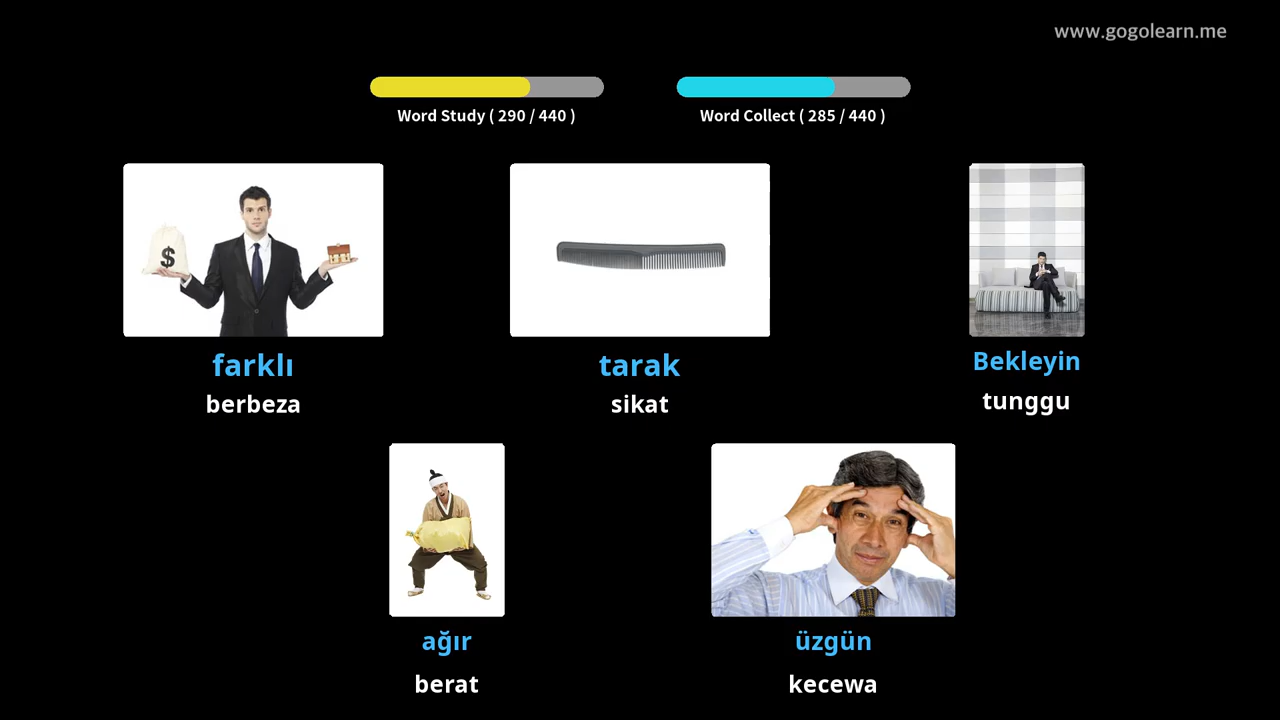 www.gogolearn.me
Word Study ( 290 / 440 )
Word Collect ( 285 / 440 )
$
farklı
berbeza
tarak
sikat
Bekleyin
tunggu
ağır
berat
üzgün
kecewa